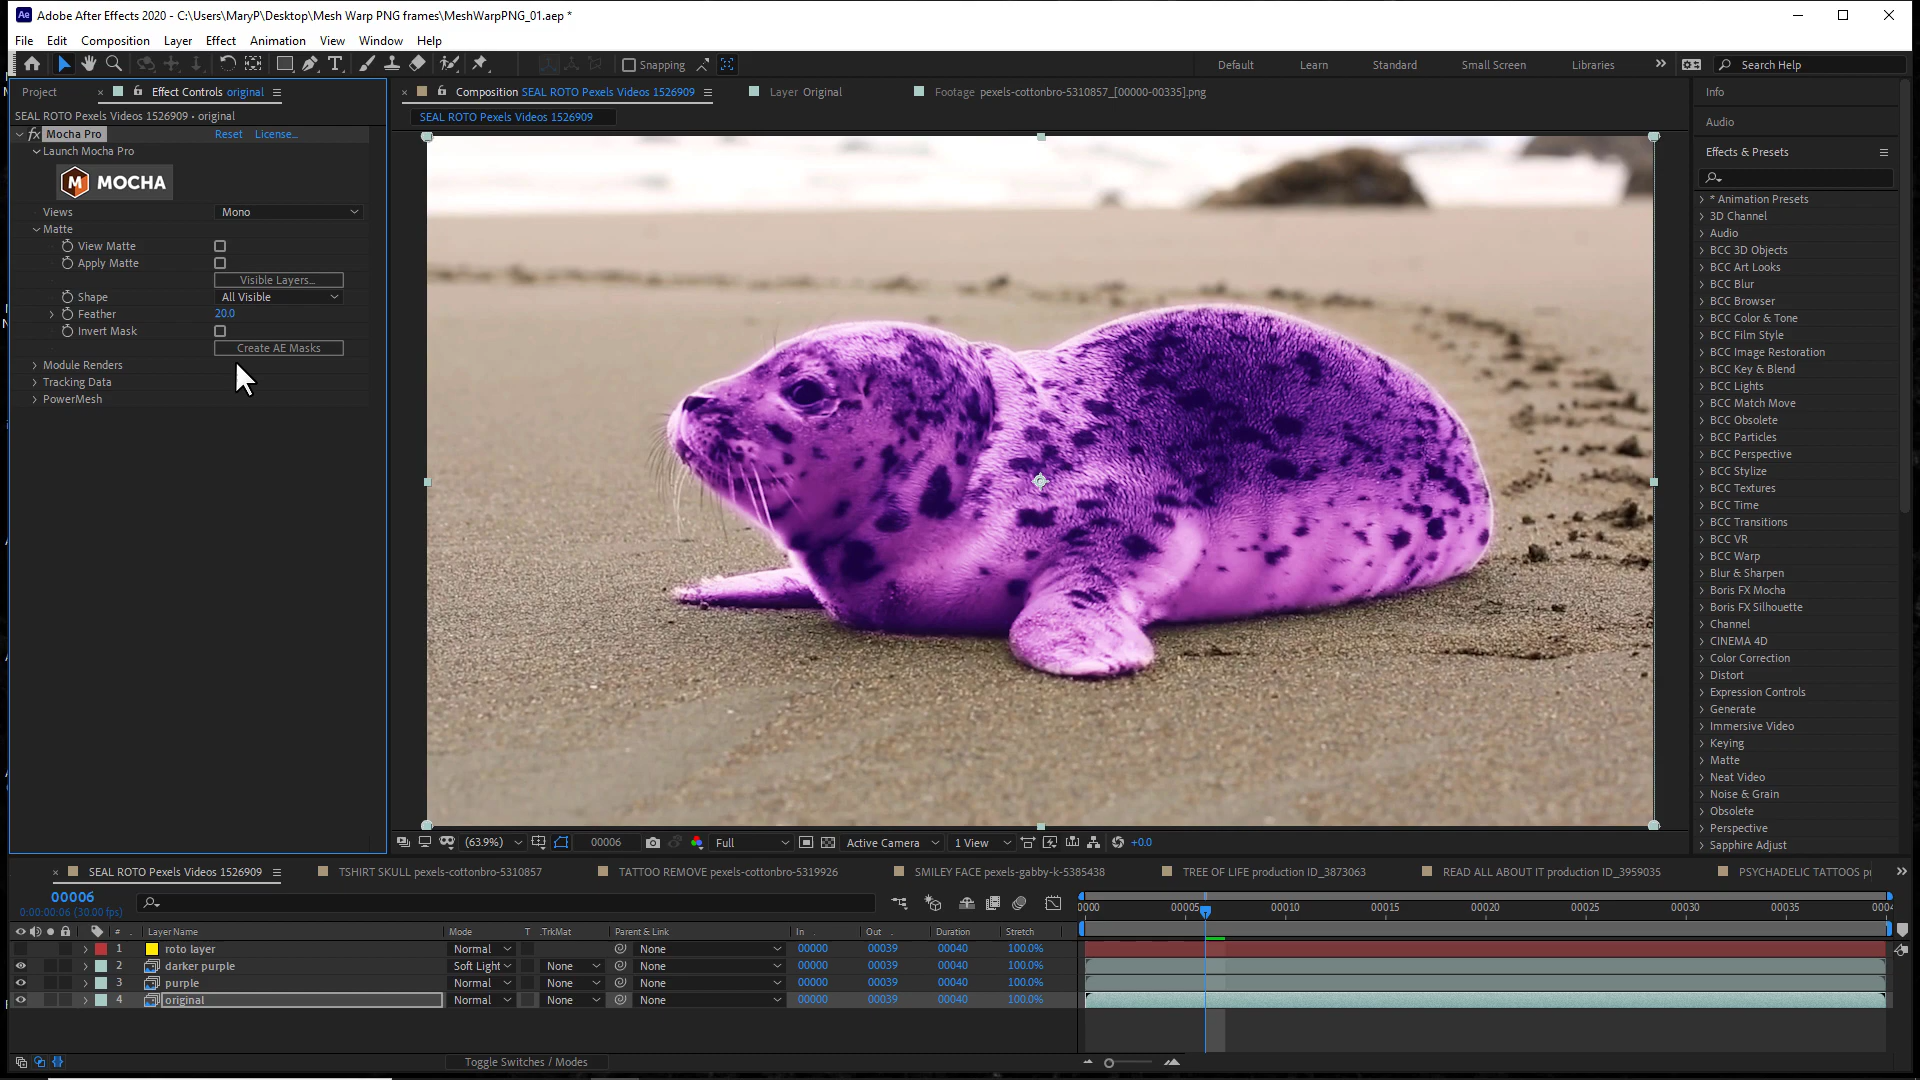 Adobe After Effects 2020 - C:\Users\MaryP\Desktop\Mesh Warp PNG frames\MeshWarpPNG_01.aep *
File Edit Composition Layer Effect Animation View Window Help
Snapping Default Learn Standard Small Screen Libraries Search Help
Project Effect Controls original
SEAL ROTO Pexels Videos 1526909 • original
fx Mocha Pro Reset License...
Launch Mocha Pro
M MOCHA
Views Mono
Matte
View Matte
Apply Matte
Visible Layers...
Shape All Visible
Feather 20.0
Invert Mask
Create AE Masks
Module Renders
Tracking Data
PowerMesh
Composition SEAL ROTO Pexels Videos 1526909 Layer Original Footage pexels-cottonbro-5310857_[00000-00335].png
SEAL ROTO Pexels Videos 1526909
(63.9%) 00006 Full Active Camera 1 View +0.0
Info
Audio
Effects & Presets
* Animation Presets
3D Channel
Audio
BCC 3D Objects
BCC Art Looks
BCC Blur
BCC Browser
BCC Color & Tone
BCC Film Style
BCC Image Restoration
BCC Key & Blend
BCC Lights
BCC Match Move
BCC Obsolete
BCC Particles
BCC Perspective
BCC Stylize
BCC Textures
BCC Time
BCC Transitions
BCC VR
BCC Warp
Blur & Sharpen
Boris FX Mocha
Boris FX Silhouette
Channel
CINEMA 4D
Color Correction
Distort
Expression Controls
Generate
Immersive Video
Keying
Matte
Neat Video
Noise & Grain
Obsolete
Perspective
Sapphire Adjust
SEAL ROTO Pexels Videos 1526909 TSHIRT SKULL pexels-cottonbro-5310857 TATTOO REMOVE pexels-cottonbro-5319926 SMILEY FACE pexels-gabby-k-5385438 TREE OF LIFE production ID_3873063 READ ALL ABOUT IT production ID_3959035 PSYCHADELIC TATTOOS
00006
0:00:00:06 (30.00 fps)
0000 00005 00010 00015 00020 00025 00030 00035 0004
# Layer Name Mode T .TrkMat Parent & Link In Out Duration Stretch
1 roto layer Normal None 00000 00039 00040 100.0%
2 darker purple Soft Light None None 00000 00039 00040 100.0%
3 purple Normal None None 00000 00039 00040 100.0%
4 original Normal None None 00000 00039 00040 100.0%
Toggle Switches / Modes